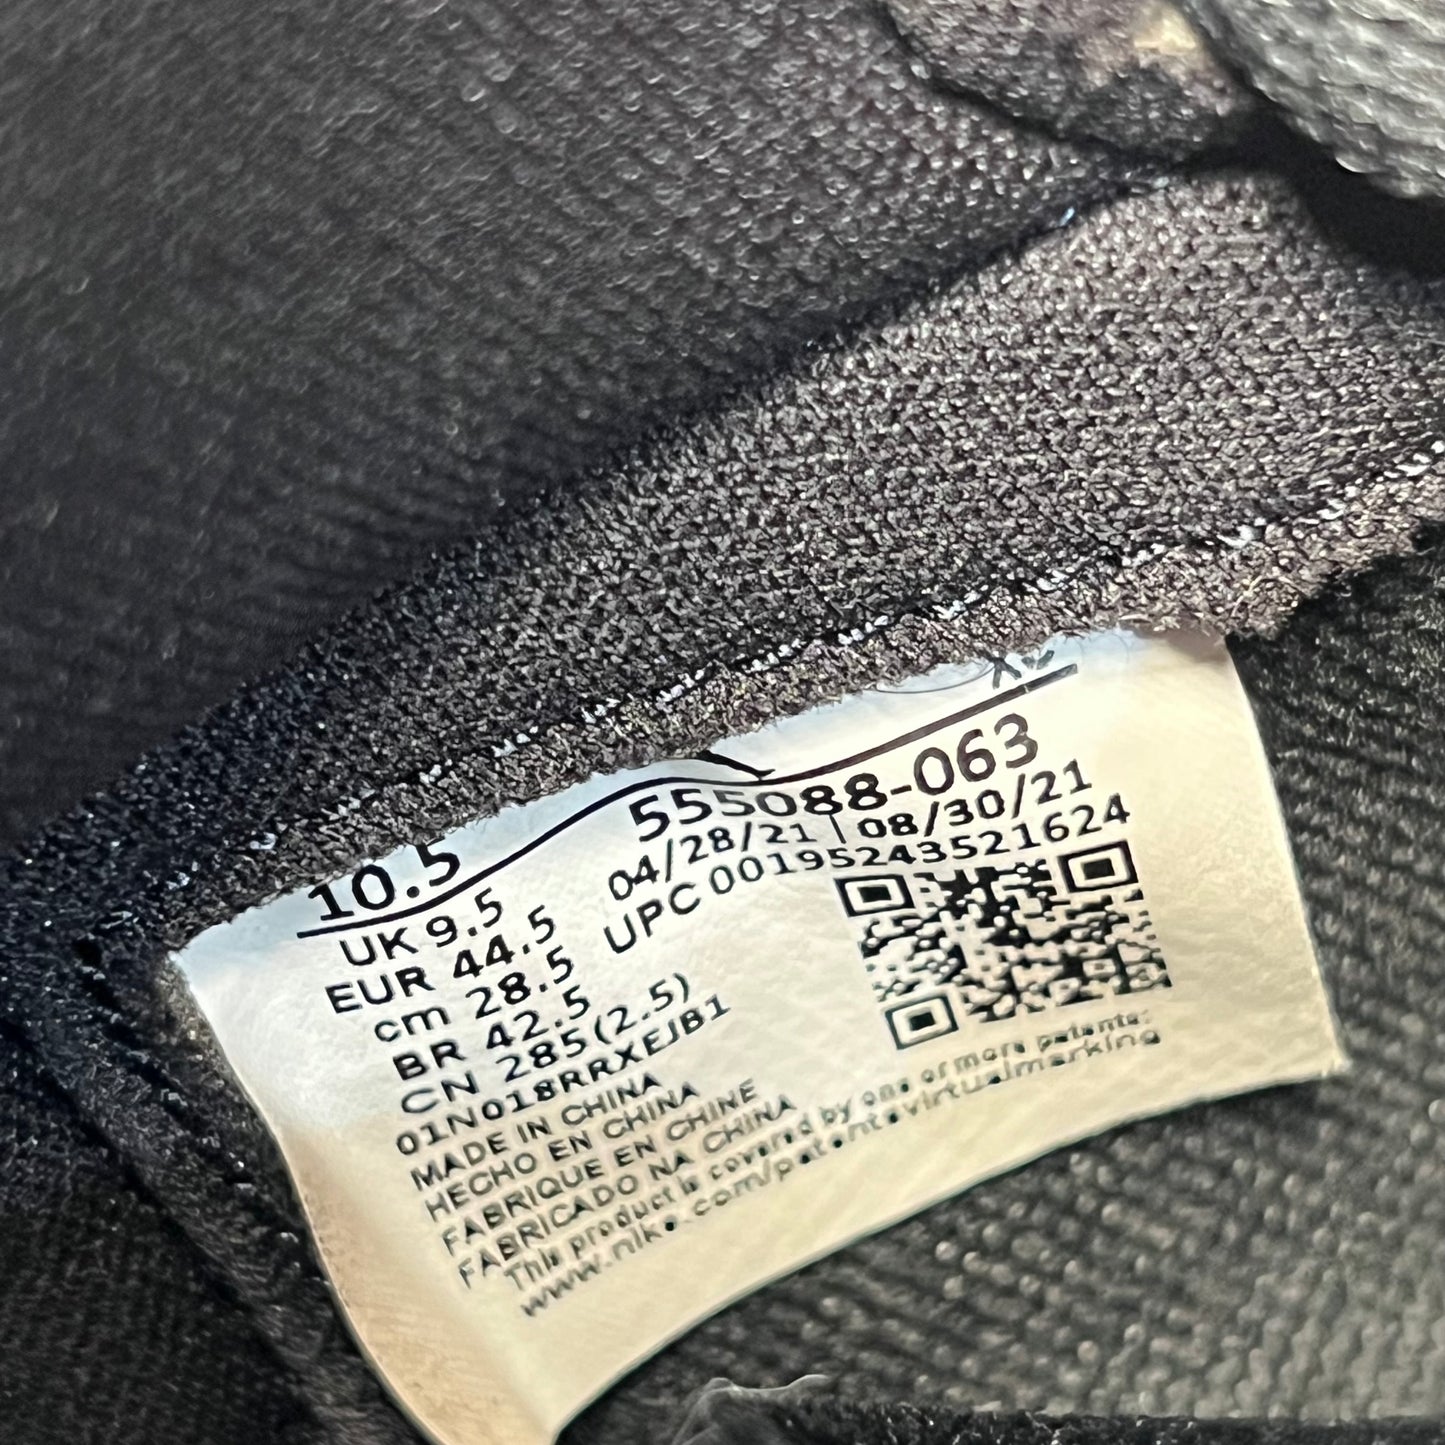 10.5
UK 9.5
EUR 44.5
cm 28.5
BR 42.5
CN 285(2.5)
01N018RRXEJB1
MADE IN CHINA
HECHO EN CHINA
FABRIQUE EN CHINE
FABRICADO NA CHINA
This product is covered by one or more patents:
www.nike.com/patentsvirtualmarking
555088-063
04/28/21 | 08/30/21
UPC 00195243521624